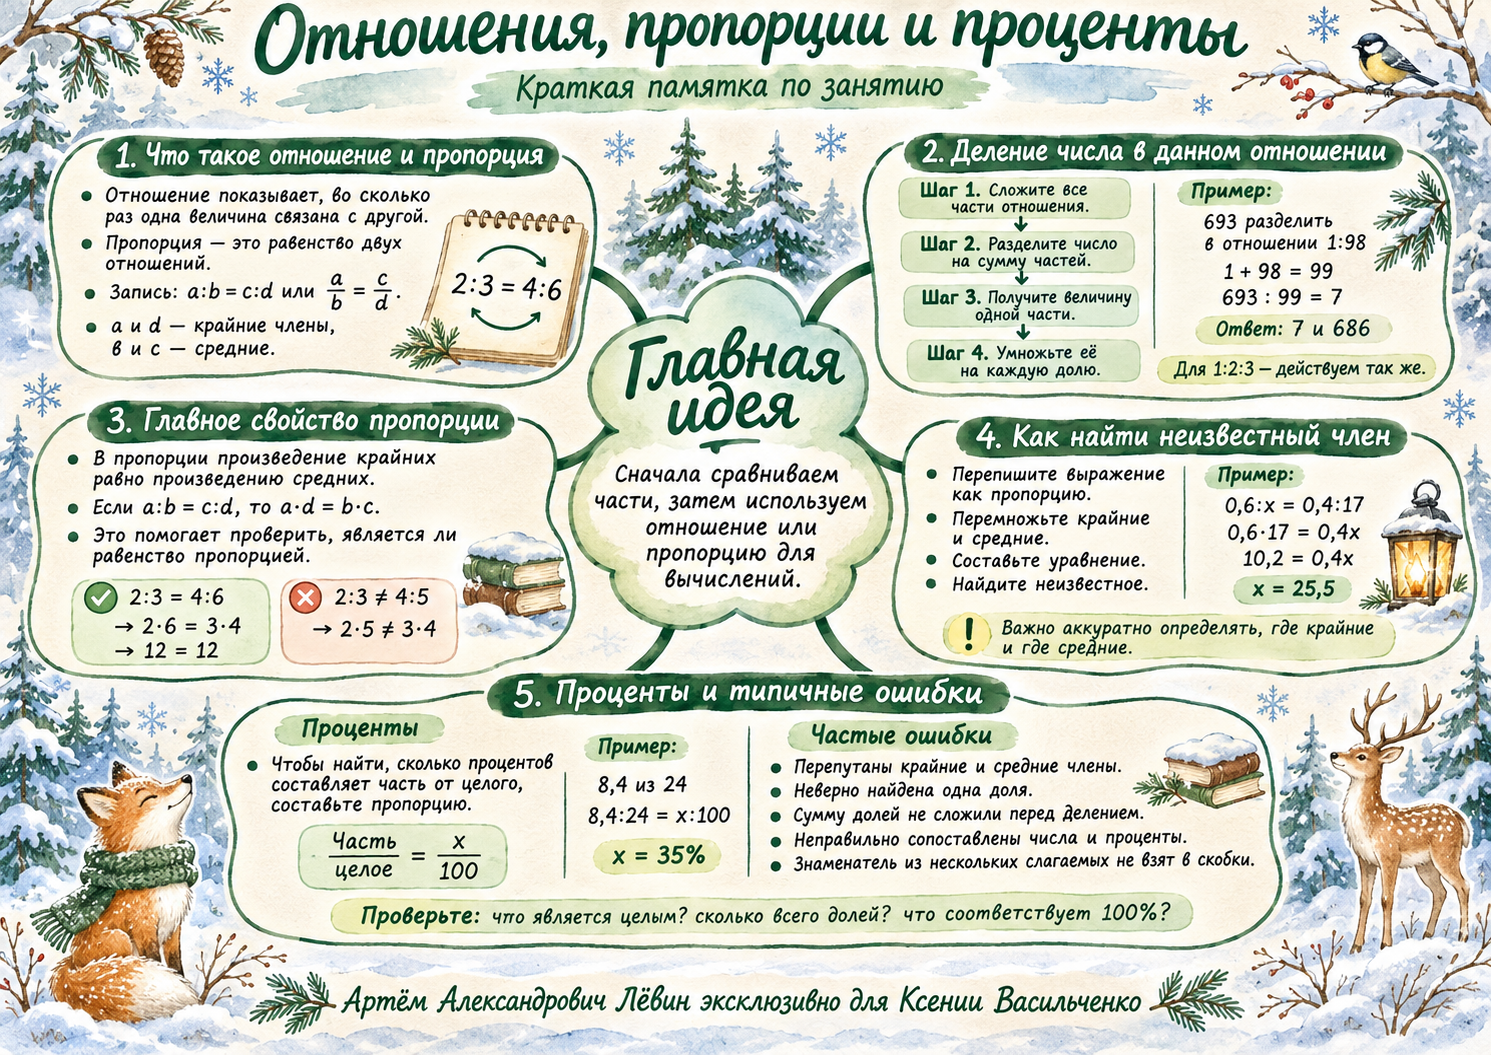 Отношения, пропорции и проценты
Краткая памятка по занятию
1. Что такое отношение и пропорция
• Отношение показывает, во сколько
раз одна величина связана с другой.
• Пропорция — это равенство двух
отношений.
• Запись: a:b = c:d или a/b = c/d.
• a и d — крайние члены,
в и с — средние.
2:3 = 4:6
2. Деление числа в данном отношении
Шаг 1. Сложите все
части отношения.
Шаг 2. Разделите число
на сумму частей.
Шаг 3. Получите величину
одной части.
Шаг 4. Умножьте её
на каждую долю.
Пример:
693 разделить
в отношении 1:98
1 + 98 = 99
693 : 99 = 7
Ответ: 7 и 686
Для 1:2:3 — действуем так же.
Главная
идея
Сначала сравниваем
части, затем используем
отношение или
пропорцию для
вычислений.
3. Главное свойство пропорции
• В пропорции произведение крайних
равно произведению средних.
• Если a:b = c:d, то a·d = b·c.
• Это помогает проверить, является ли
равенство пропорцией.
2:3 = 4:6
→ 2·6 = 3·4
→ 12 = 12
2:3 ≠ 4:5
→ 2·5 ≠ 3·4
4. Как найти неизвестный член
• Перепишите выражение
как пропорцию.
• Перемножьте крайние
и средние.
• Составьте уравнение.
• Найдите неизвестное.
Пример:
0,6:x = 0,4:17
0,6·17 = 0,4x
10,2 = 0,4x
x = 25,5
! Важно аккуратно определять, где крайние
и где средние.
5. Проценты и типичные ошибки
Проценты
• Чтобы найти, сколько процентов
составляет часть от целого,
составьте пропорцию.
Часть/целое = x/100
Пример:
8,4 из 24
8,4:24 = x:100
x = 35%
Частые ошибки
• Перепутаны крайние и средние члены.
• Неверно найдена одна доля.
• Сумму долей не сложили перед делением.
• Неправильно сопоставлены числа и проценты.
• Знаменатель из нескольких слагаемых не взят в скобки.
Проверьте: что является целым? сколько всего долей? что соответствует 100%?
Артём Александрович Лёвин эксклюзивно для Ксении Васильченко